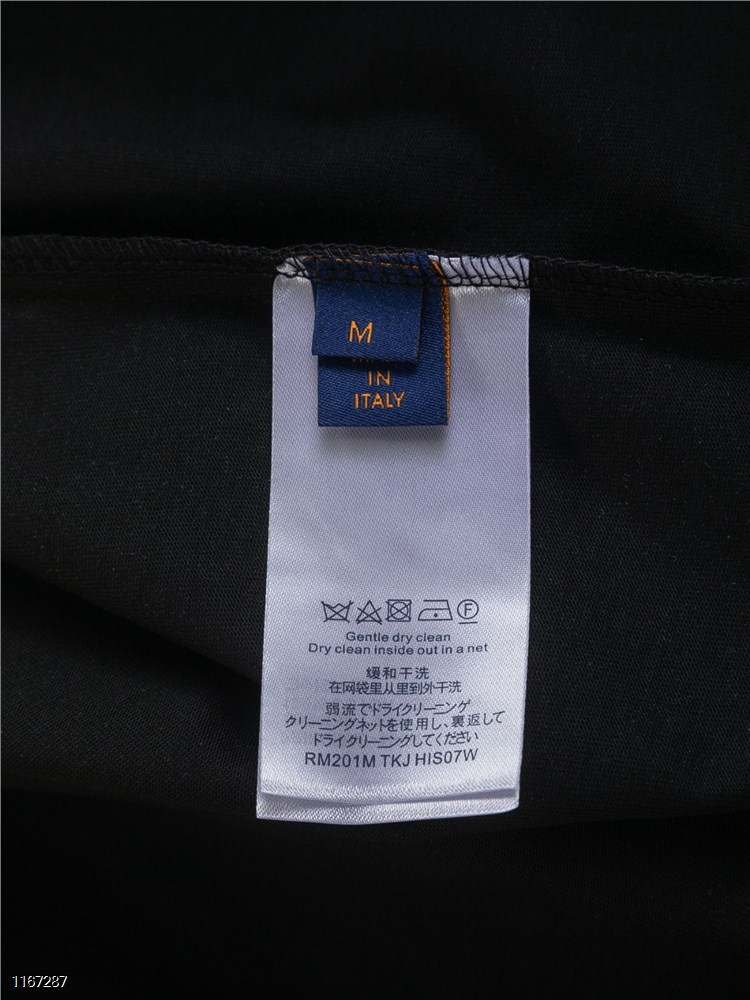 M
IN
ITALY
Gentle dry clean
Dry clean inside out in a net
缓和干洗
在网袋里从里到外干洗
弱流でドライクリーニング
クリーニングネットを使用し、裏返して
ドライクリーニングしてください
RM201M TKJ HIS07W
1167287